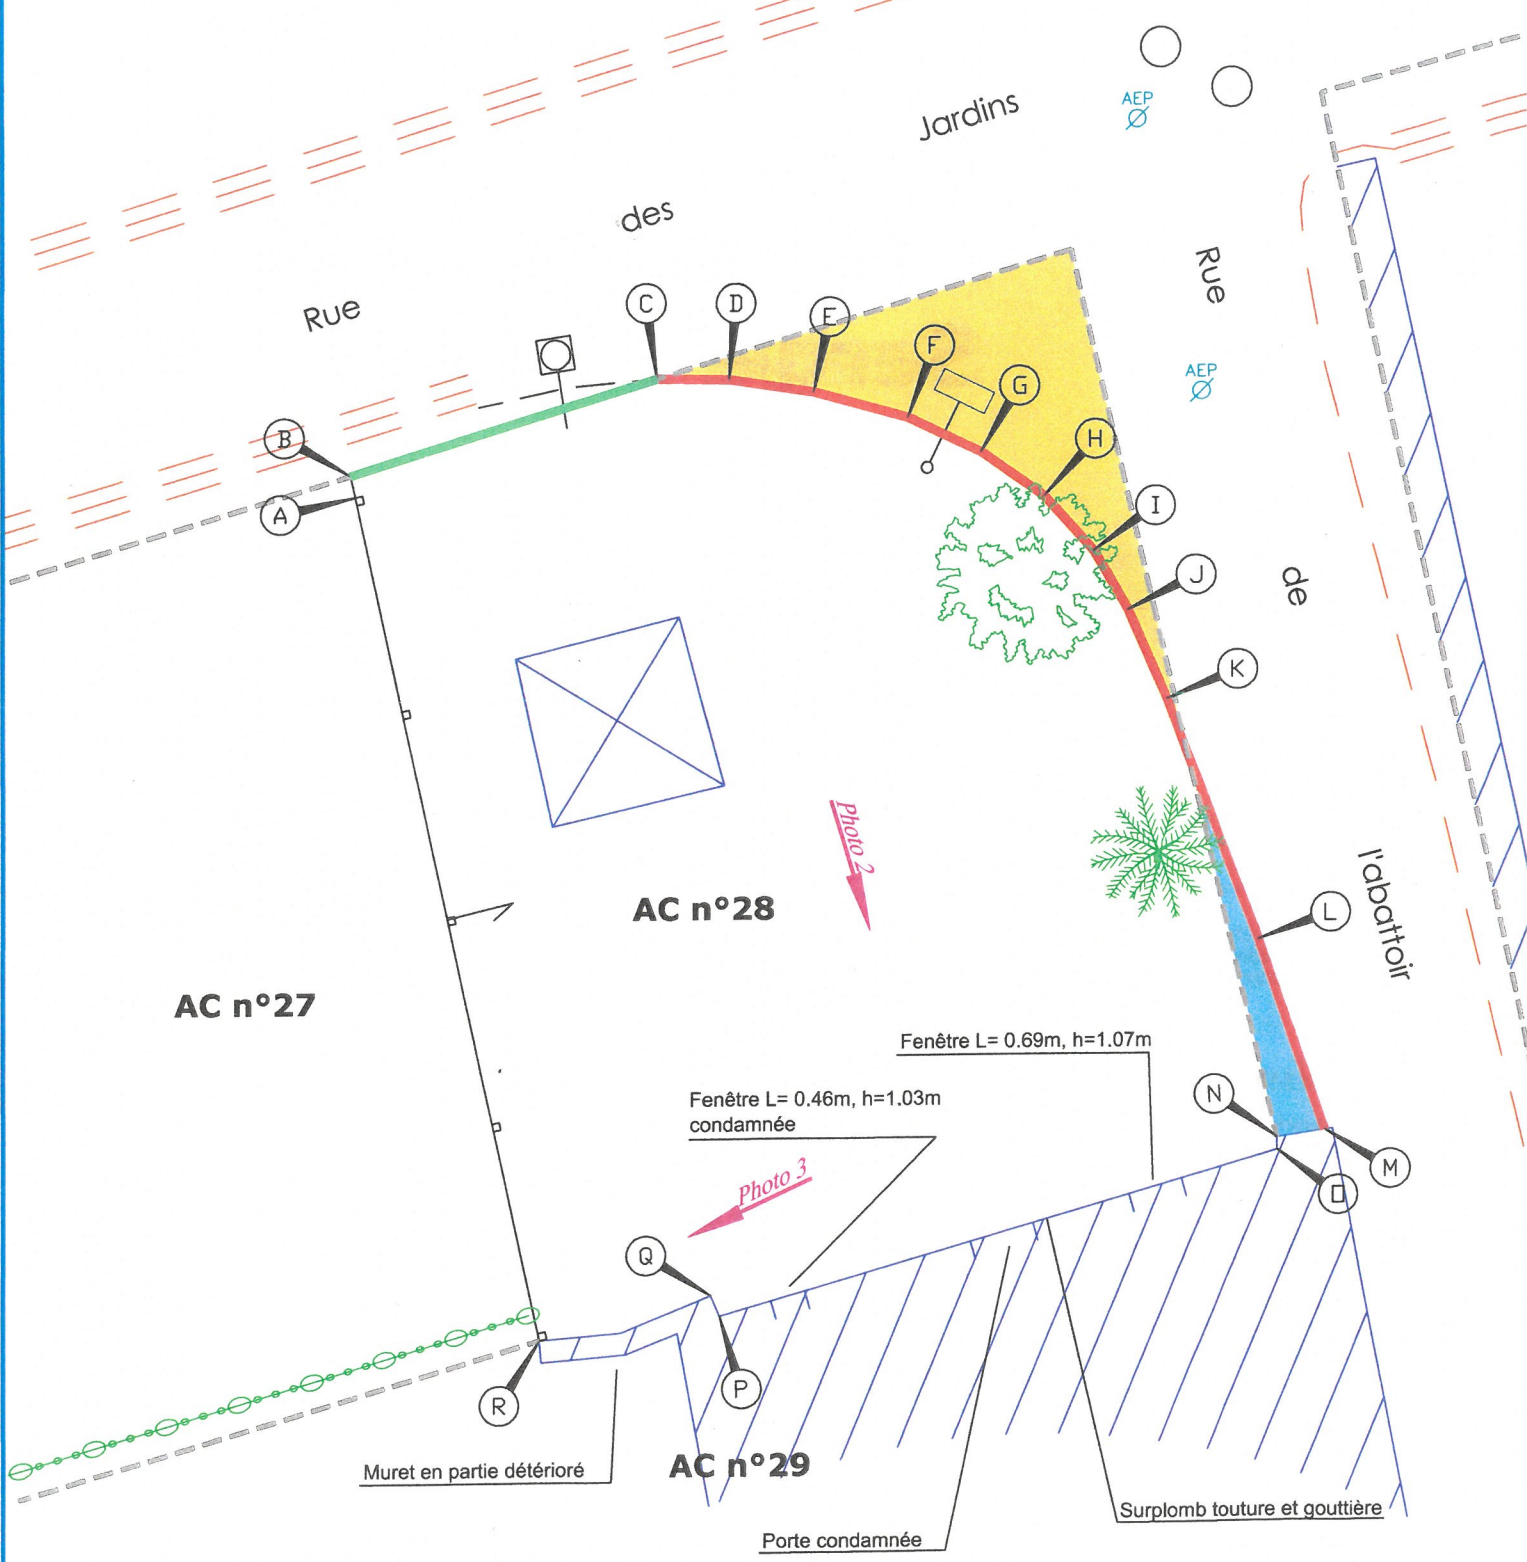 Jardins
AEP
des
Rue
Rue
C
D
E
F
G
AEP
B
H
A
I
J
de
K
Photo 2
l'abattoir
AC n°28
L
AC n°27
Fenêtre L= 0.69m, h=1.07m
N
Fenêtre L= 0.46m, h=1.03m
condamnée
M
Photo 3
O
Q
P
R
Muret en partie détérioré
AC n°29
Surplomb touture et gouttière
Porte condamnée